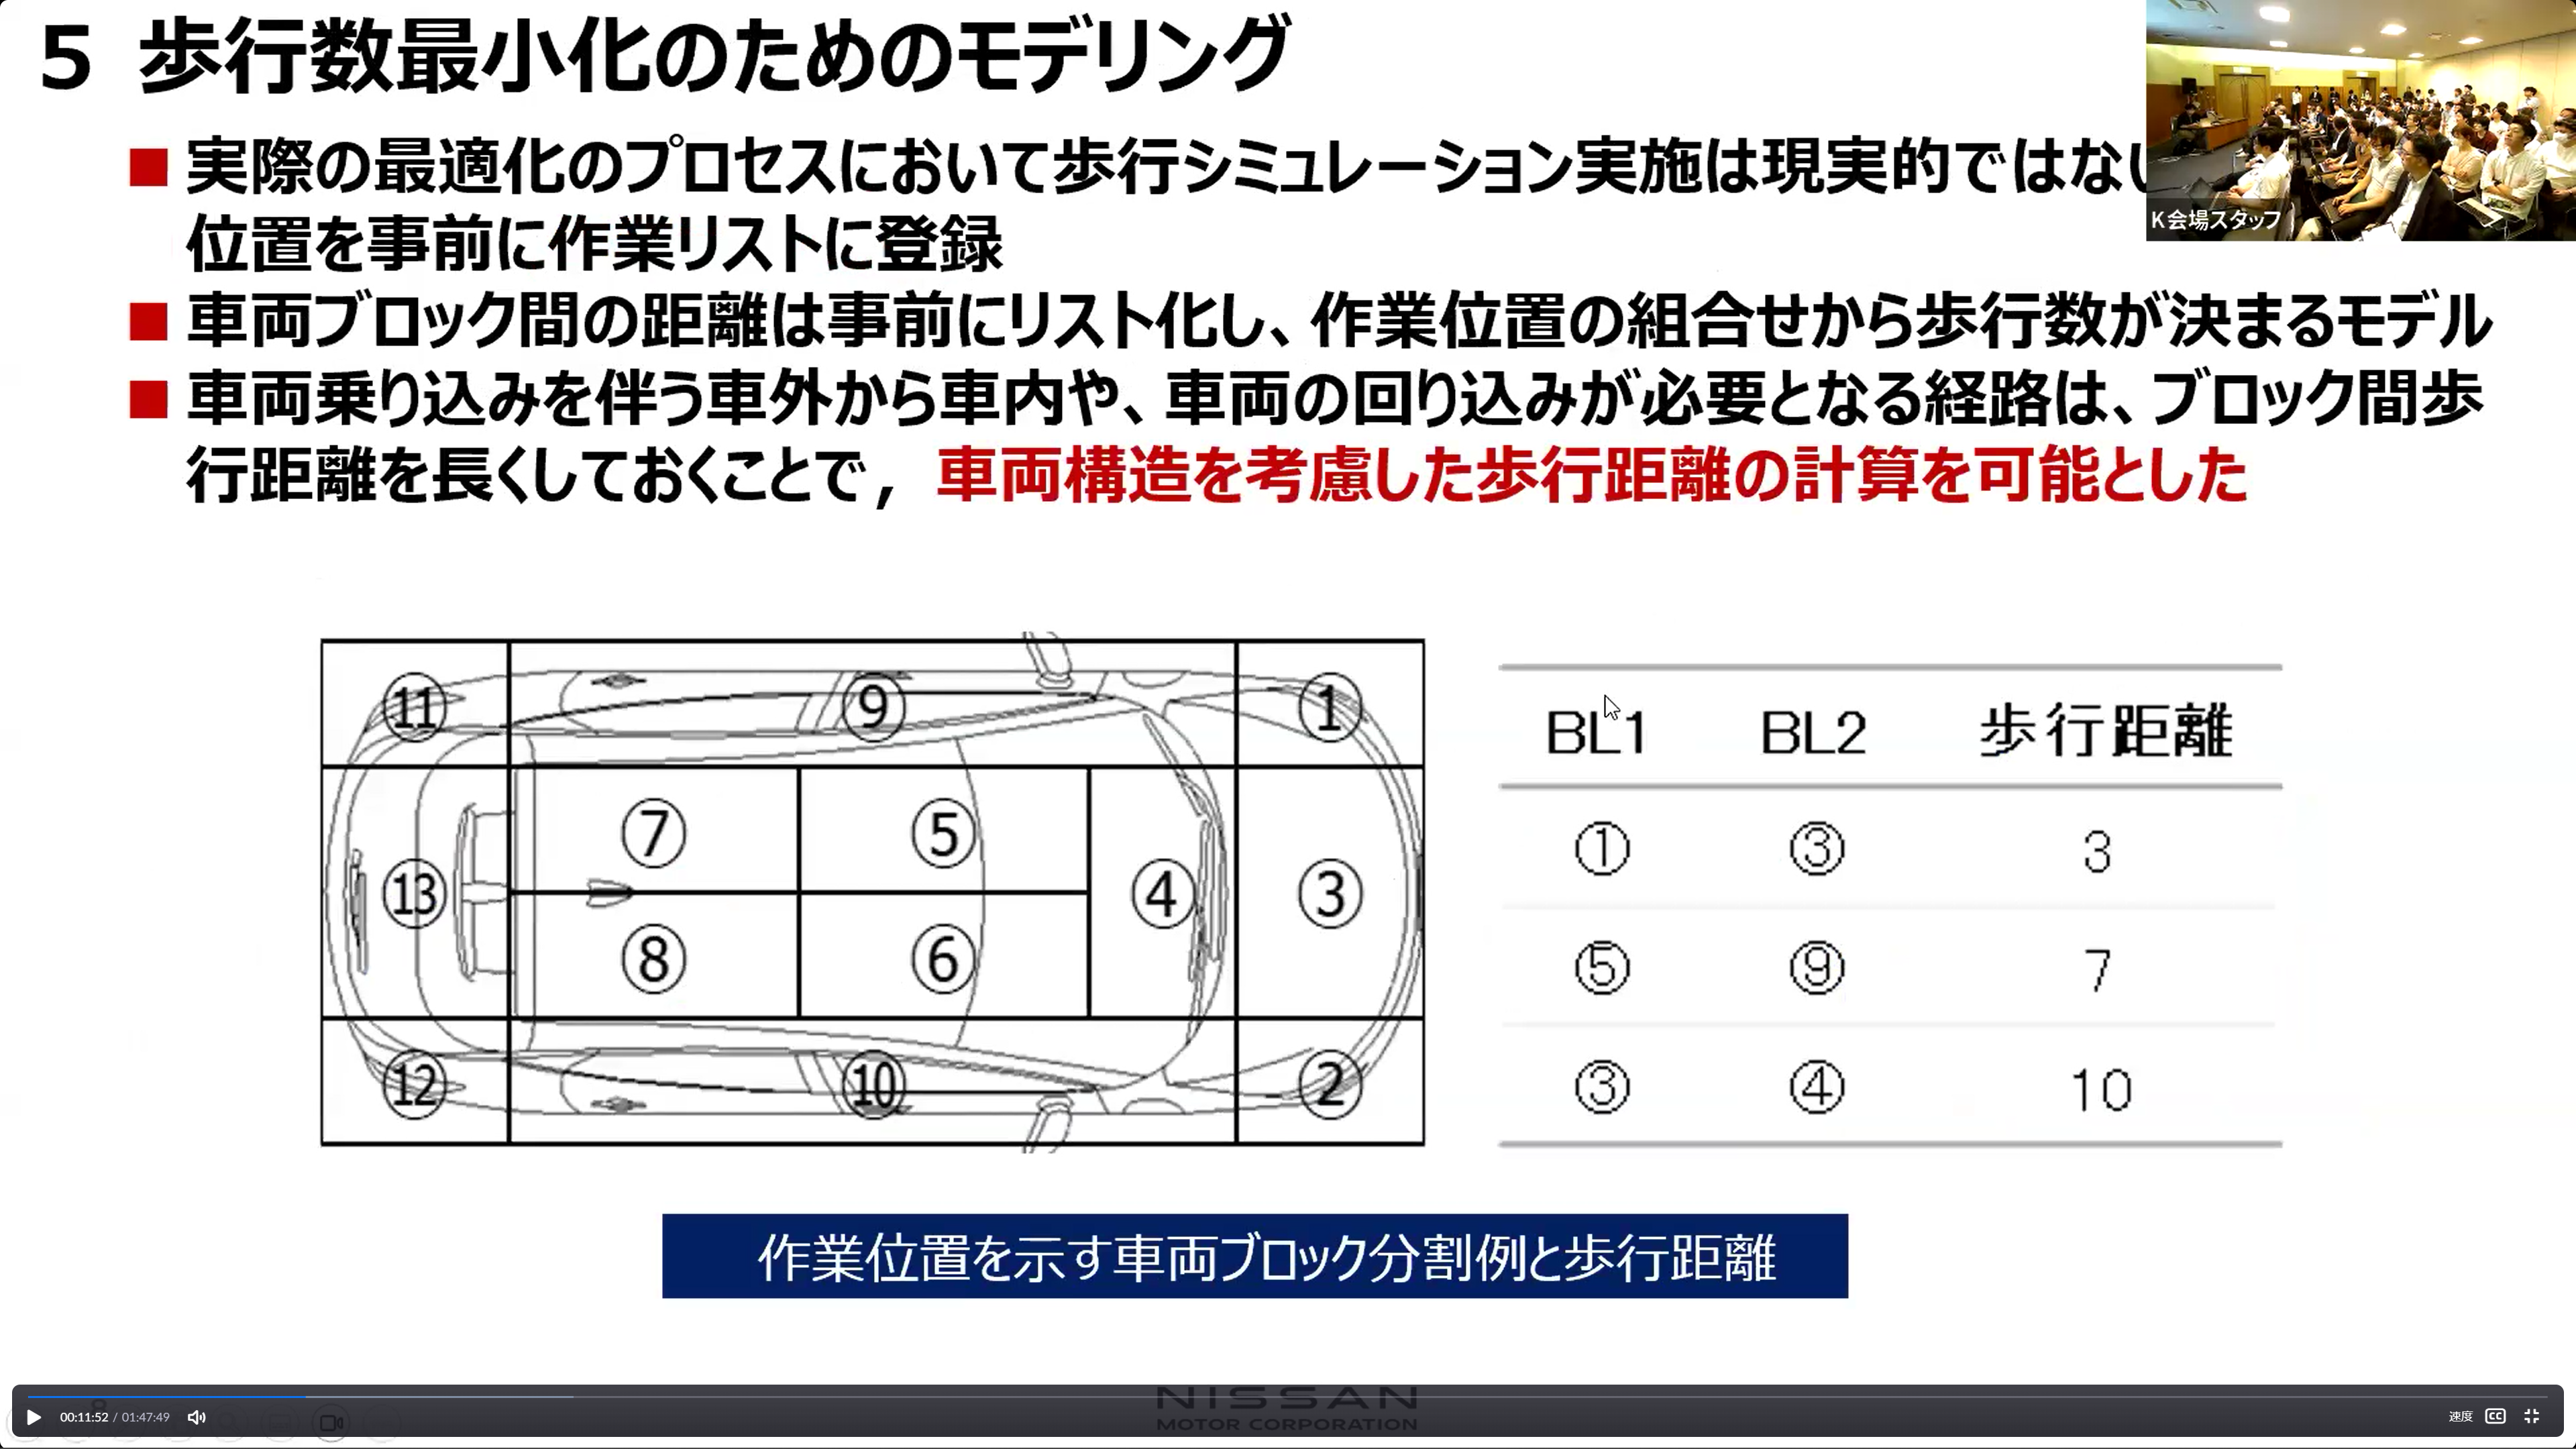 5 歩行数最小化のためのモデリング
■ 実際の最適化のプロセスにおいて歩行シミュレーション実施は現実的ではない
位置を事前に作業リストに登録
■ 車両ブロック間の距離は事前にリスト化し、作業位置の組合せから歩行数が決まるモデル
■ 車両乗り込みを伴う車外から車内や、車両の回り込みが必要となる経路は、ブロック間歩
行距離を長くしておくことで，車両構造を考慮した歩行距離の計算を可能とした
K会場スタッフ
⑪ ⑨ ①
⑦ ⑤
⑬ ④ ③
⑧ ⑥
⑫ ⑩ ②
BL1 BL2 歩行距離
① ③ 3
⑤ ⑨ 7
③ ④ 10
作業位置を示す車両ブロック分割例と歩行距離
NISSAN
MOTOR CORPORATION
00:11:52 / 01:47:49
速度 CC